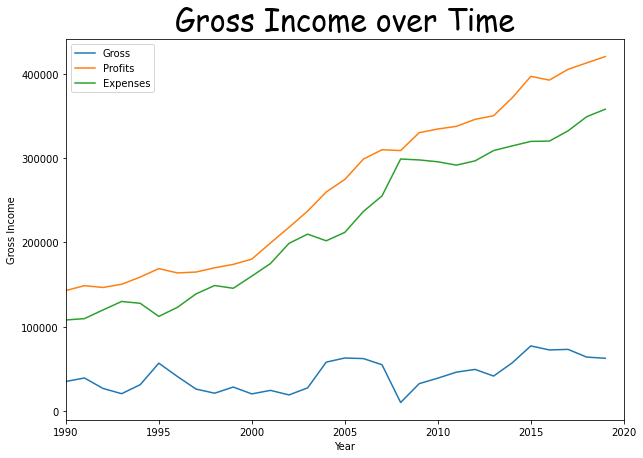 Gross Income over Time
Gross
Profits
Expenses
400000
300000
200000
100000
0
Gross Income
1990
1995
2000
2005
2010
2015
2020
Year